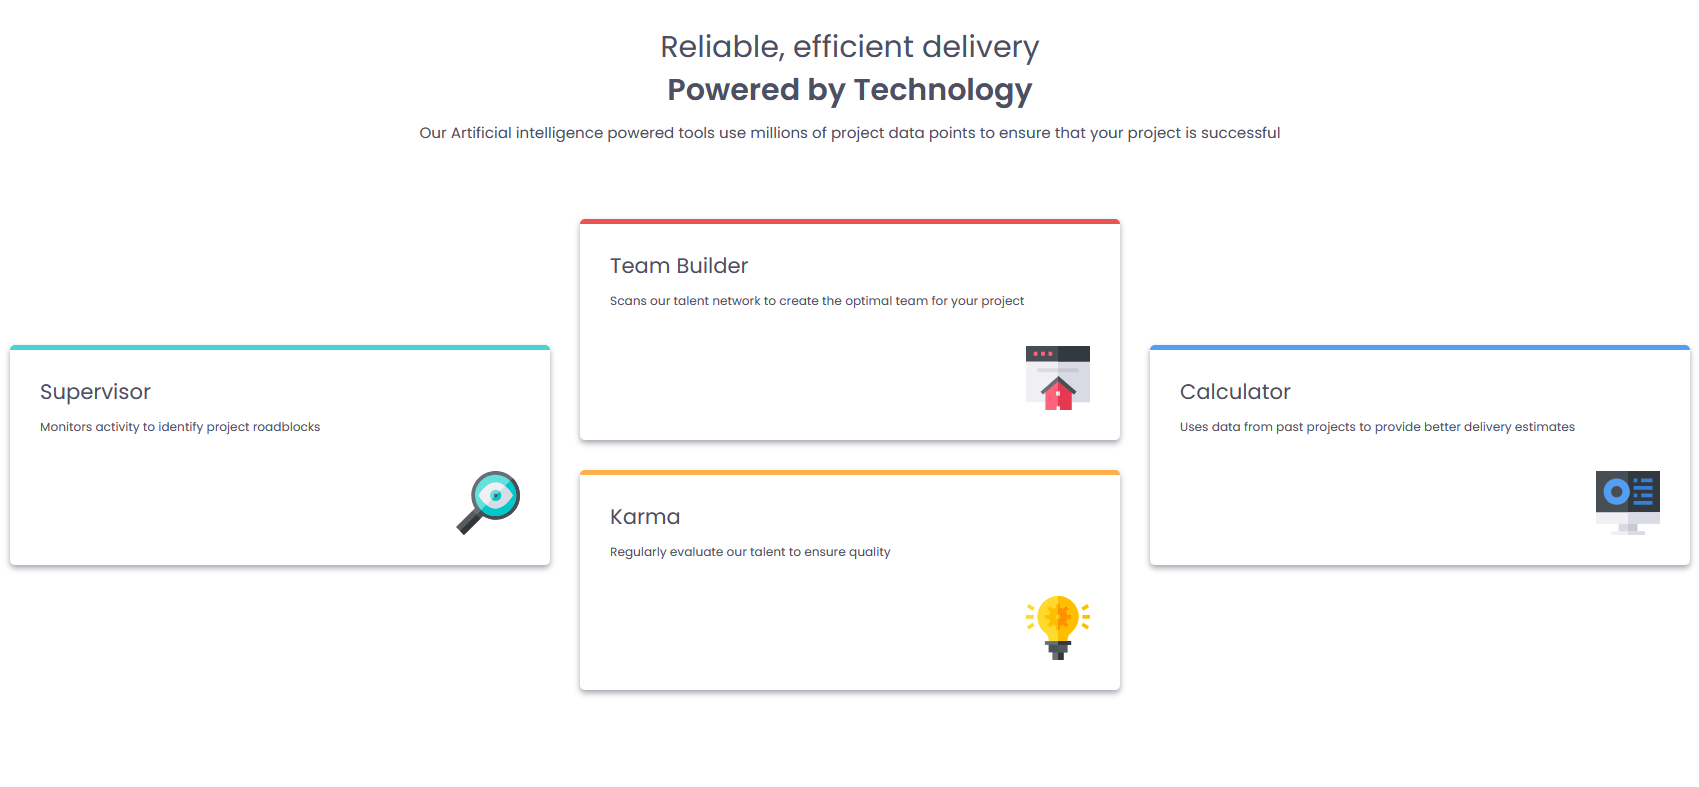 Reliable, efficient delivery
Powered by Technology
Our Artificial intelligence powered tools use millions of project data points to ensure that your project is successful
Supervisor
Monitors activity to identify project roadblocks
Team Builder
Scans our talent network to create the optimal team for your project
Karma
Regularly evaluate our talent to ensure quality
Calculator
Uses data from past projects to provide better delivery estimates